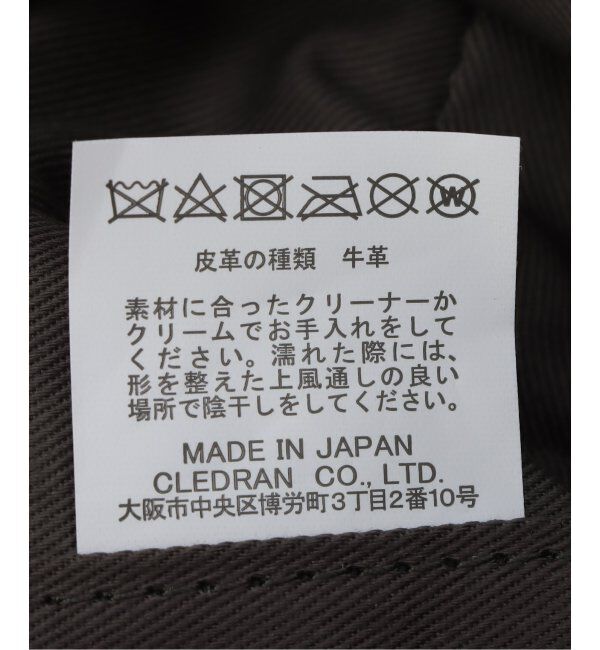 W
皮革の種類　牛革
素材に合ったクリーナーか
クリームでお手入れをして
ください。濡れた際には、
形を整えた上風通しの良い
場所で陰干しをしてください。
MADE IN JAPAN
CLEDRAN CO., LTD.
大阪市中央区博労町3丁目2番10号